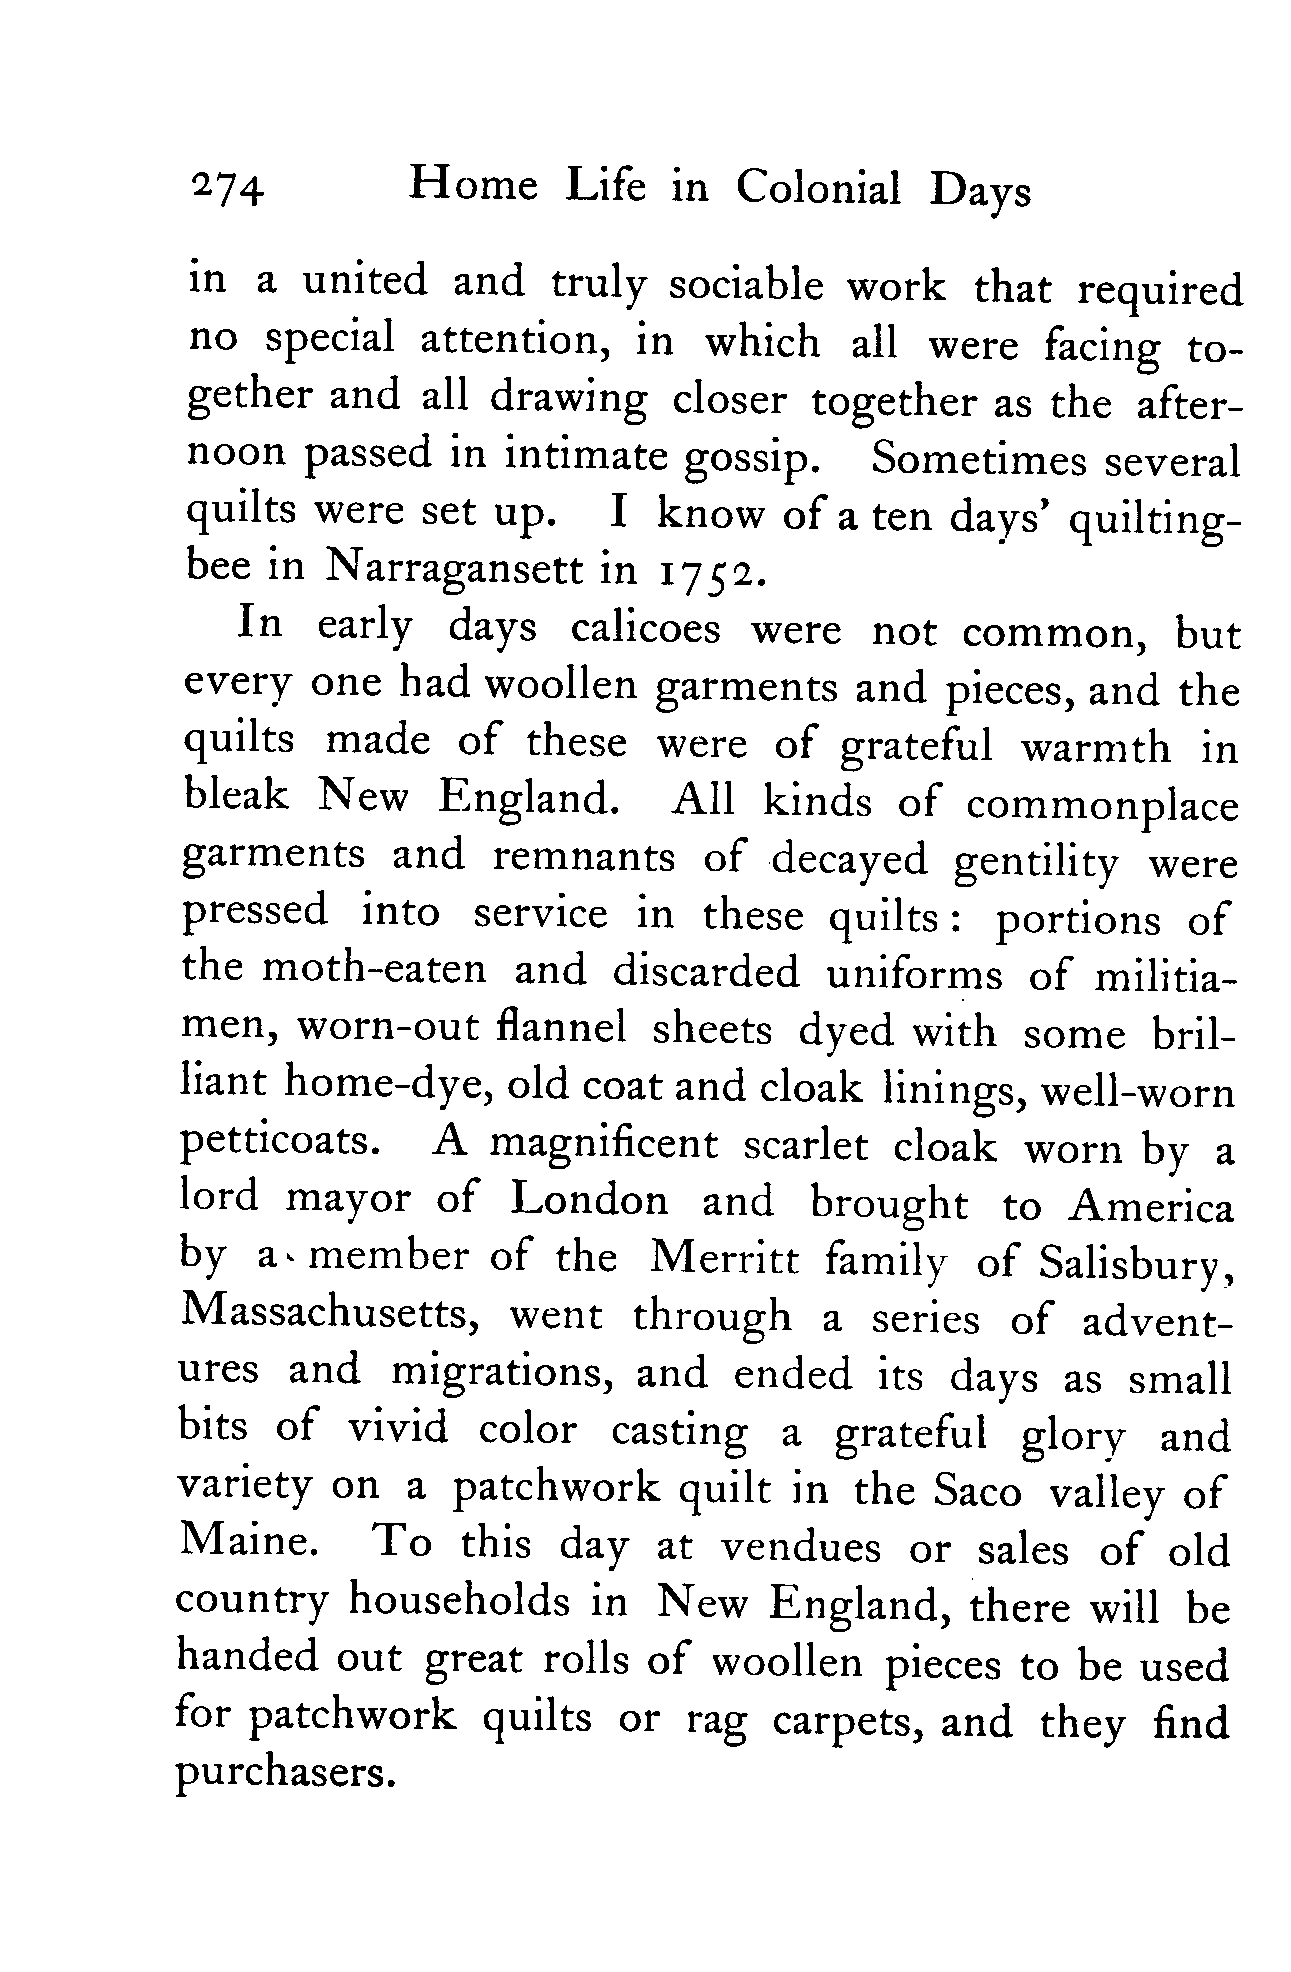 274 Home Life in Colonial Days
in a united and truly sociable work that required
no special attention, in which all were facing to-
gether and all drawing closer together as the after-
noon passed in intimate gossip. Sometimes several
quilts were set up. I know of a ten days' quilting-
bee in Narragansett in 1752.
In early days calicoes were not common, but
every one had woollen garments and pieces, and the
quilts made of these were of grateful warmth in
bleak New England. All kinds of commonplace
garments and remnants of decayed gentility were
pressed into service in these quilts: portions of
the moth-eaten and discarded uniforms of militia-
men, worn-out flannel sheets dyed with some bril-
liant home-dye, old coat and cloak linings, well-worn
petticoats. A magnificent scarlet cloak worn by a
lord mayor of London and brought to America
by a member of the Merritt family of Salisbury,
Massachusetts, went through a series of advent-
ures and migrations, and ended its days as small
bits of vivid color casting a grateful glory and
variety on a patchwork quilt in the Saco valley of
Maine. To this day at vendues or sales of old
country households in New England, there will be
handed out great rolls of woollen pieces to be used
for patchwork quilts or rag carpets, and they find
purchasers.